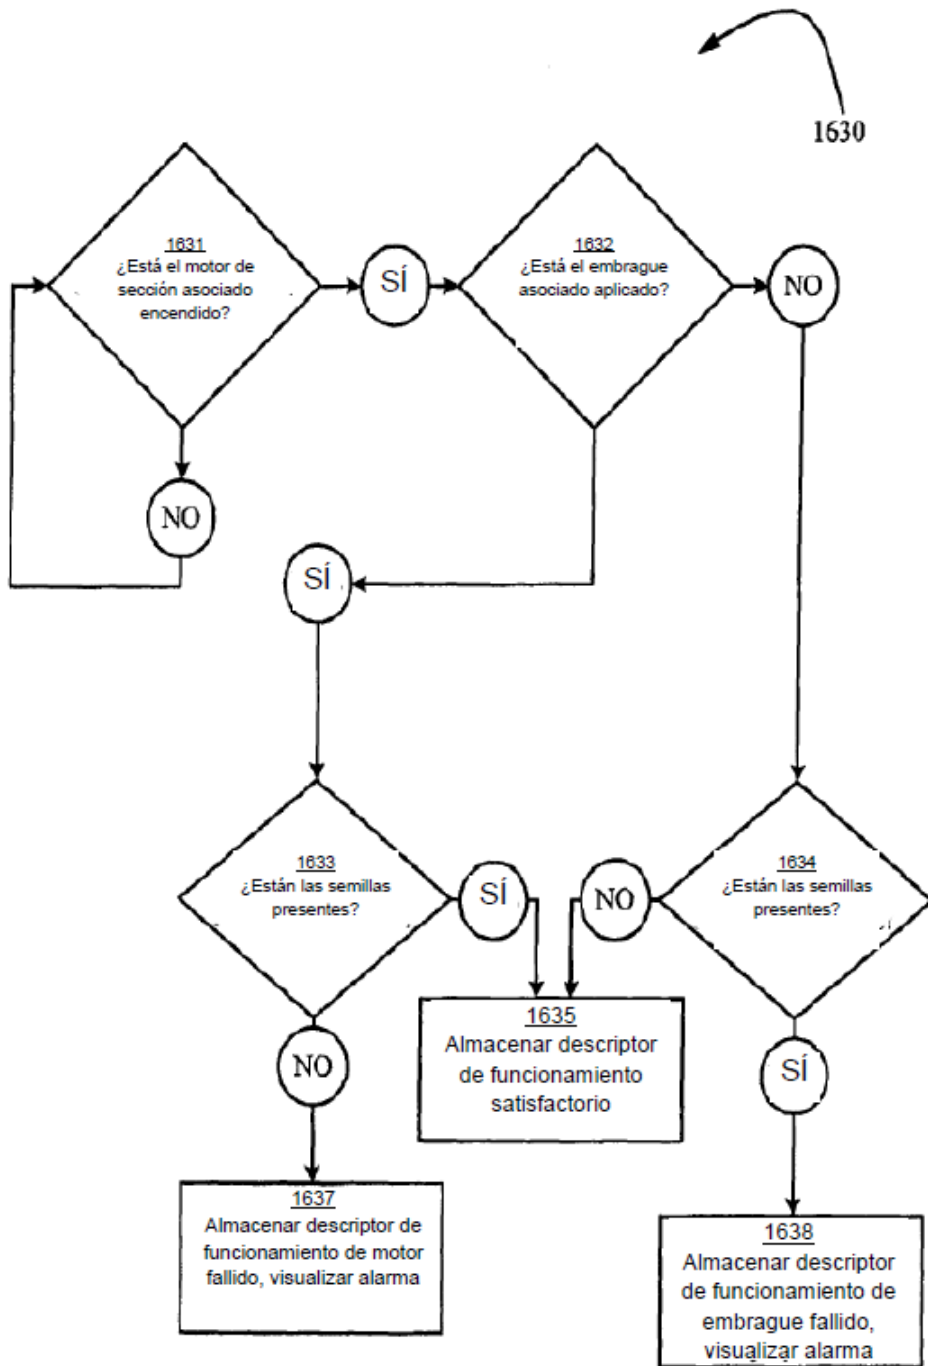 1630
1631
¿Está el motor de
sección asociado
encendido?
SÍ
1632
¿Está el embrague
asociado aplicado?
NO
NO
SÍ
1633
¿Están las semillas
presentes?
SÍ
NO
1634
¿Están las semillas
presentes?
1635
Almacenar descriptor
de funcionamiento
satisfactorio
NO
SÍ
1637
Almacenar descriptor de
funcionamiento de motor
fallido, visualizar alarma
1638
Almacenar descriptor
de funcionamiento de
embrague fallido,
visualizar alarma